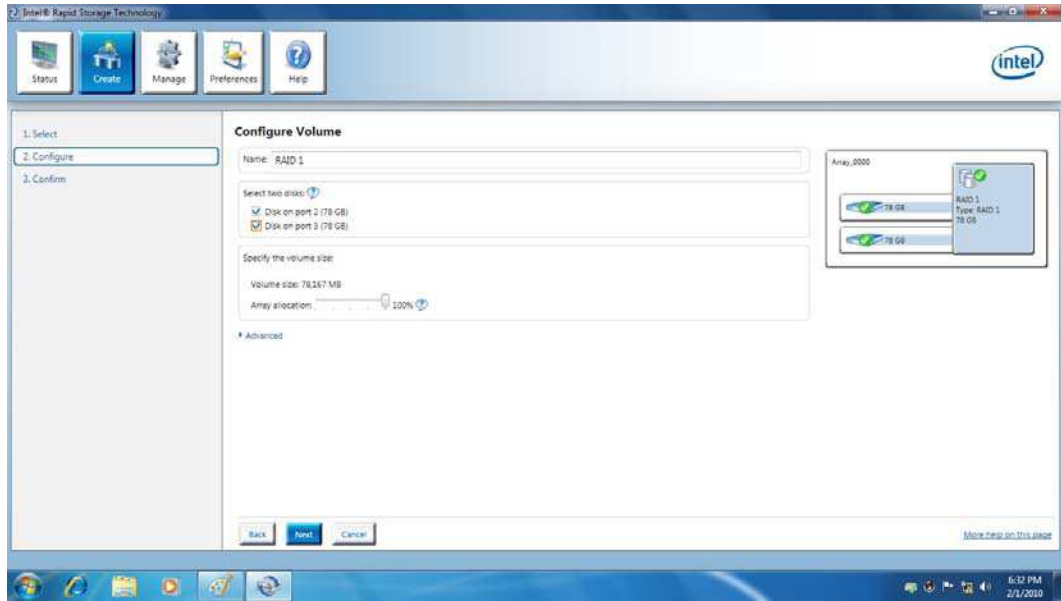 Intel® Rapid Storage Technology
Status
Create
Manage
Preferences
Help
intel
1. Select
2. Configure
3. Confirm
Configure Volume
Name: RAID 1
Select two disks:
Disk on port 2 (78 GB)
Disk on port 3 (78 GB)
Specify the volume size:
Volume size: 78,167 MB
Array allocation: 100%
Advanced
Array_0000
78 GB
78 GB
RAID 1
Type: RAID 1
78 GB
Back
Next
Cancel
More help on this page
6:32 PM
2/1/2010